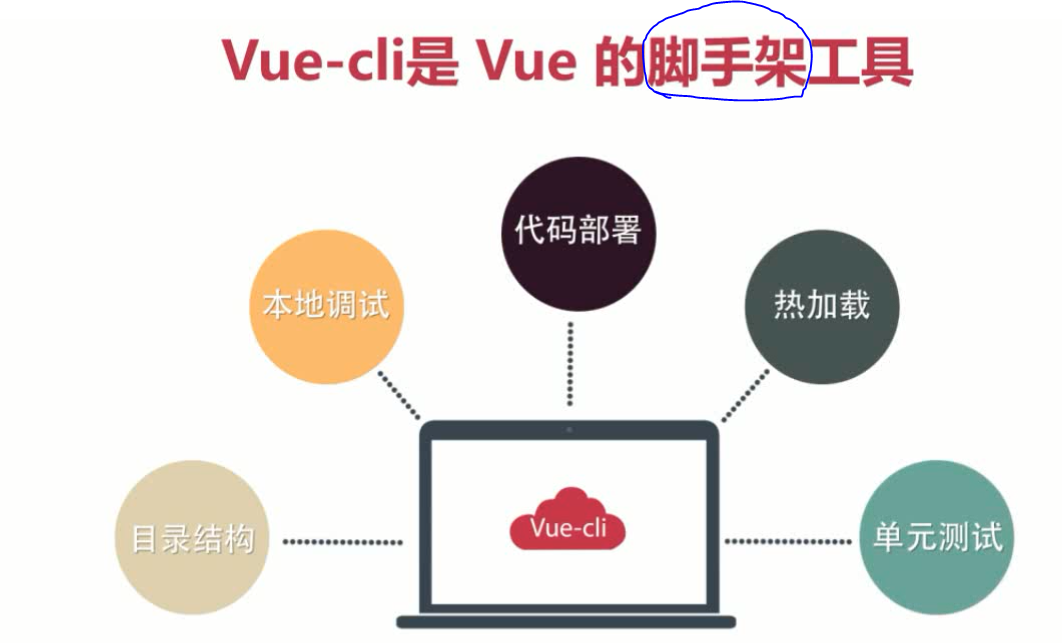 Vue-cli是 Vue 的脚手架工具
代码部署
本地调试
热加载
Vue-cli
目录结构
单元测试